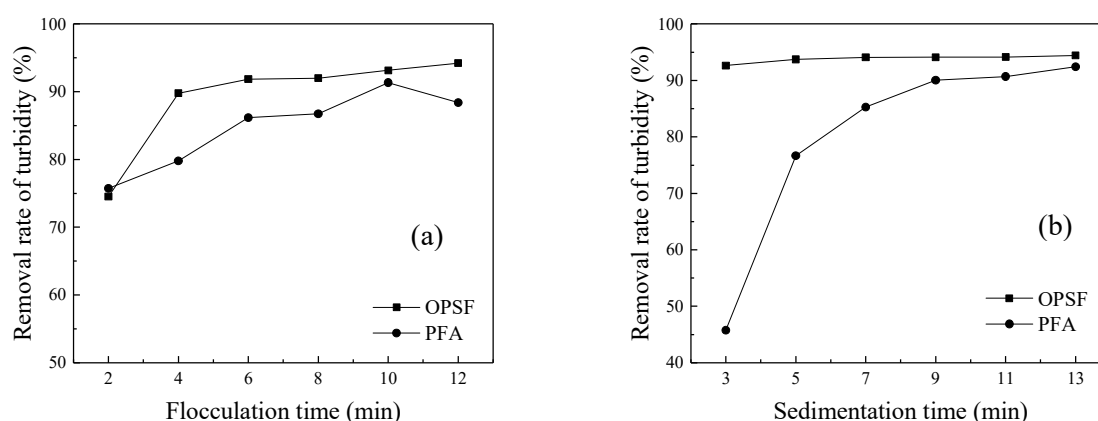 100
90
80
70
60
50
Removal rate of turbidity (%)
(a)
OPSF
PFA
2 4 6 8 10 12
Flocculation time (min)
100
90
80
70
60
50
40
Removal rate of turbidity (%)
(b)
OPSF
PFA
3 5 7 9 11 13
Sedimentation time (min)